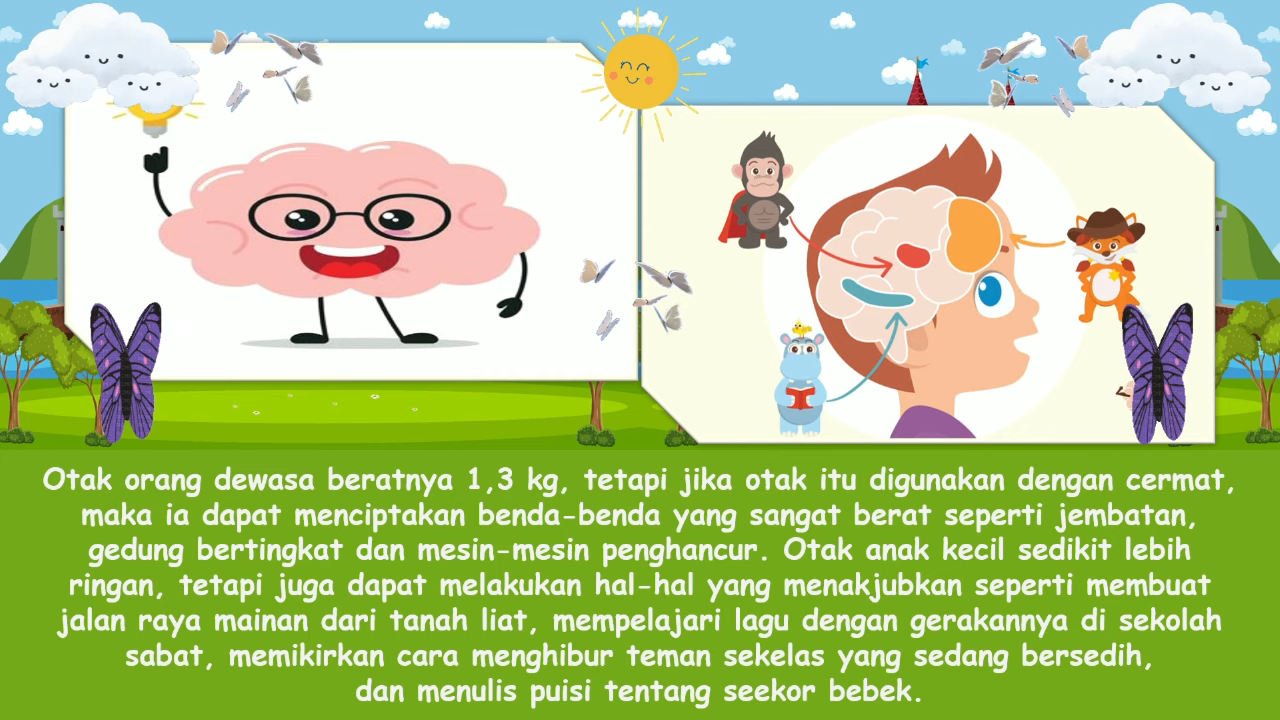 Otak orang dewasa beratnya 1,3 kg, tetapi jika otak itu digunakan dengan cermat,
maka ia dapat menciptakan benda-benda yang sangat berat seperti jembatan,
gedung bertingkat dan mesin-mesin penghancur. Otak anak kecil sedikit lebih
ringan, tetapi juga dapat melakukan hal-hal yang menakjubkan seperti membuat
jalan raya mainan dari tanah liat, mempelajari lagu dengan gerakannya di sekolah
sabat, memikirkan cara menghibur teman sekelas yang sedang bersedih,
dan menulis puisi tentang seekor bebek.